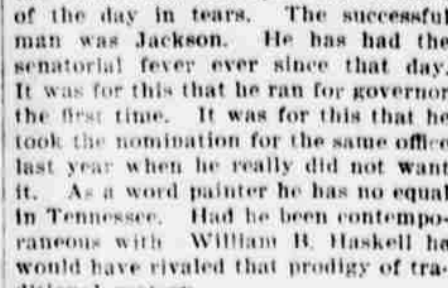 of the day in tears. The successful
man was Jackson. He has had the
senatorial fever ever since that day.
It was for this that he ran for governor
the first time. It was for this that he
took the nomination for the same office
last year when he really did not want
it. As a word painter he has no equal
in Tennessee. Had he been contempo-
raneous with William B. Haskell he
would have rivaled that prodigy of tra-